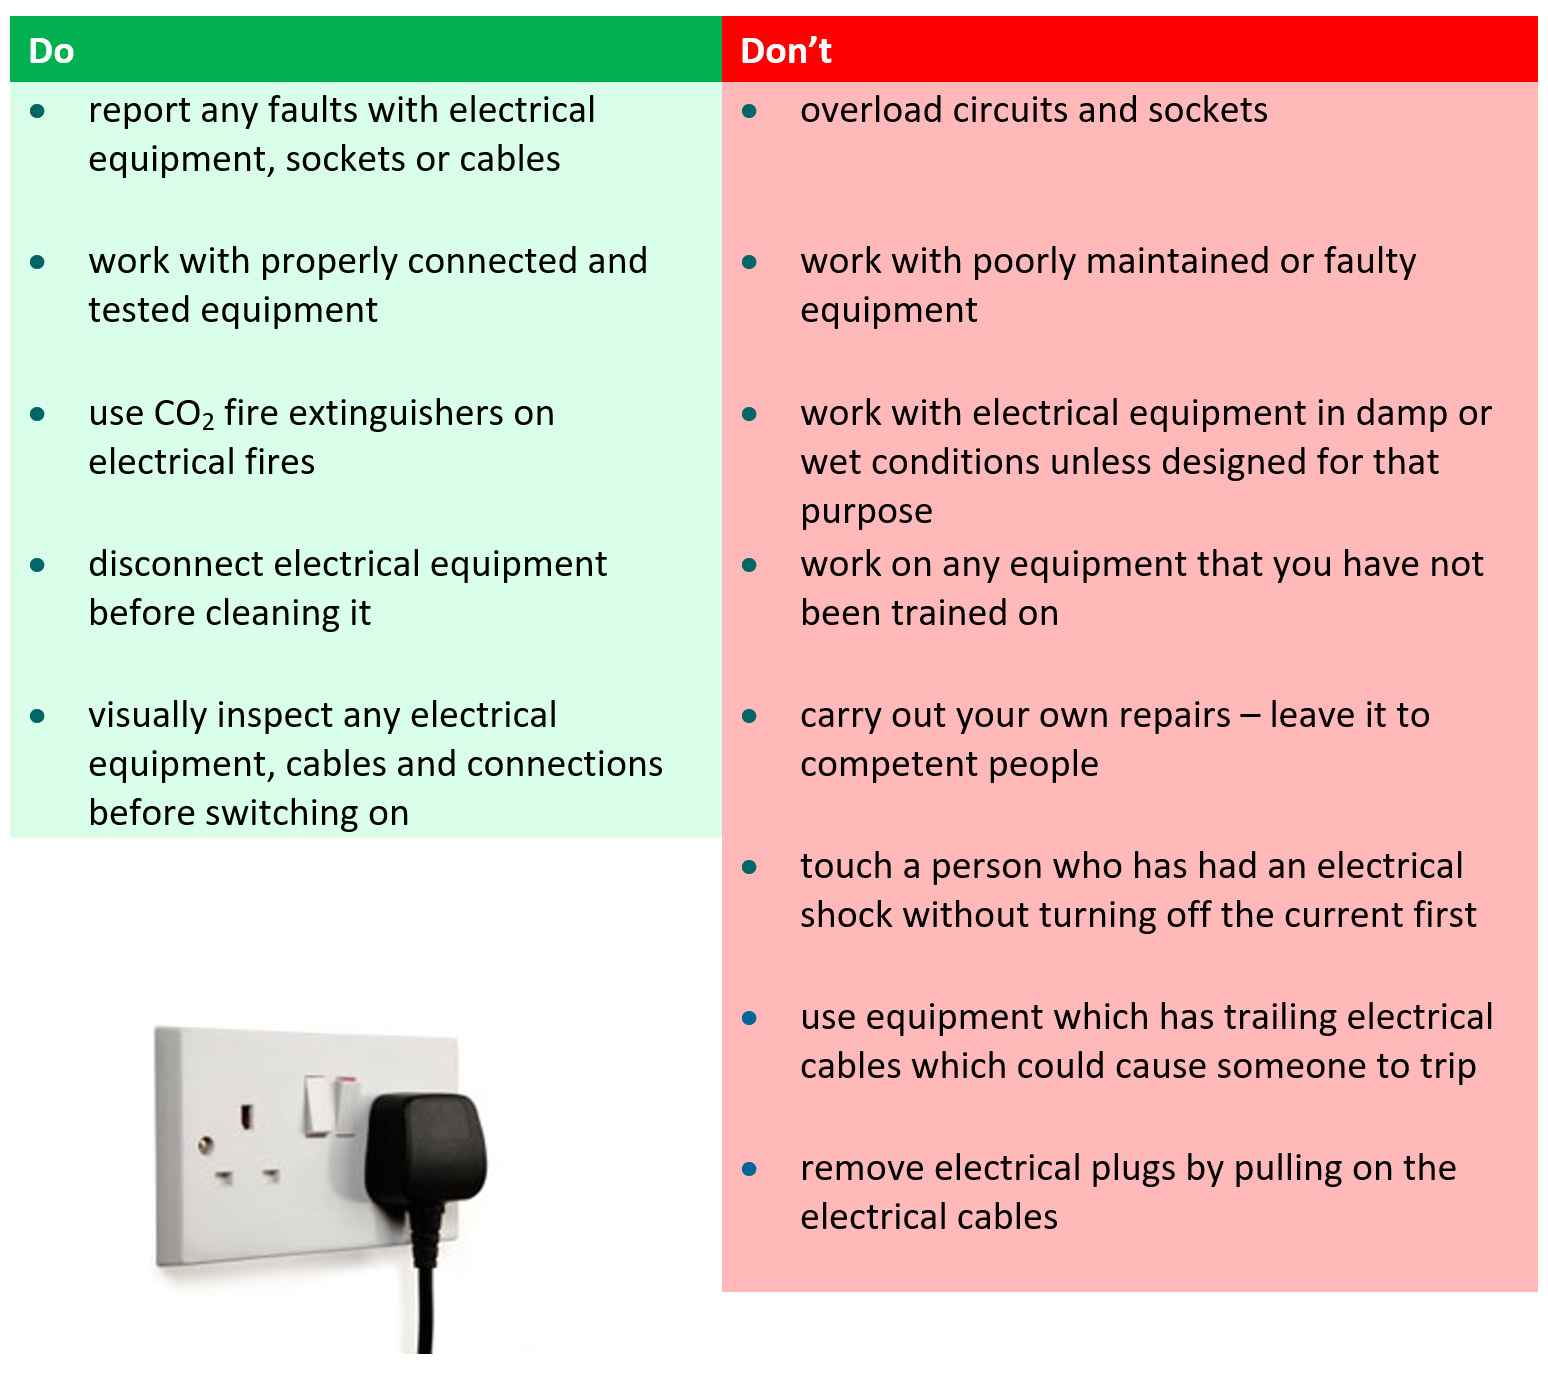 Do
report any faults with electrical
equipment, sockets or cables
work with properly connected and
tested equipment
use CO₂ fire extinguishers on
electrical fires
disconnect electrical equipment
before cleaning it
visually inspect any electrical
equipment, cables and connections
before switching on
Don’t
overload circuits and sockets
work with poorly maintained or faulty
equipment
work with electrical equipment in damp or
wet conditions unless designed for that
purpose
work on any equipment that you have not
been trained on
carry out your own repairs – leave it to
competent people
touch a person who has had an electrical
shock without turning off the current first
use equipment which has trailing electrical
cables which could cause someone to trip
remove electrical plugs by pulling on the
electrical cables